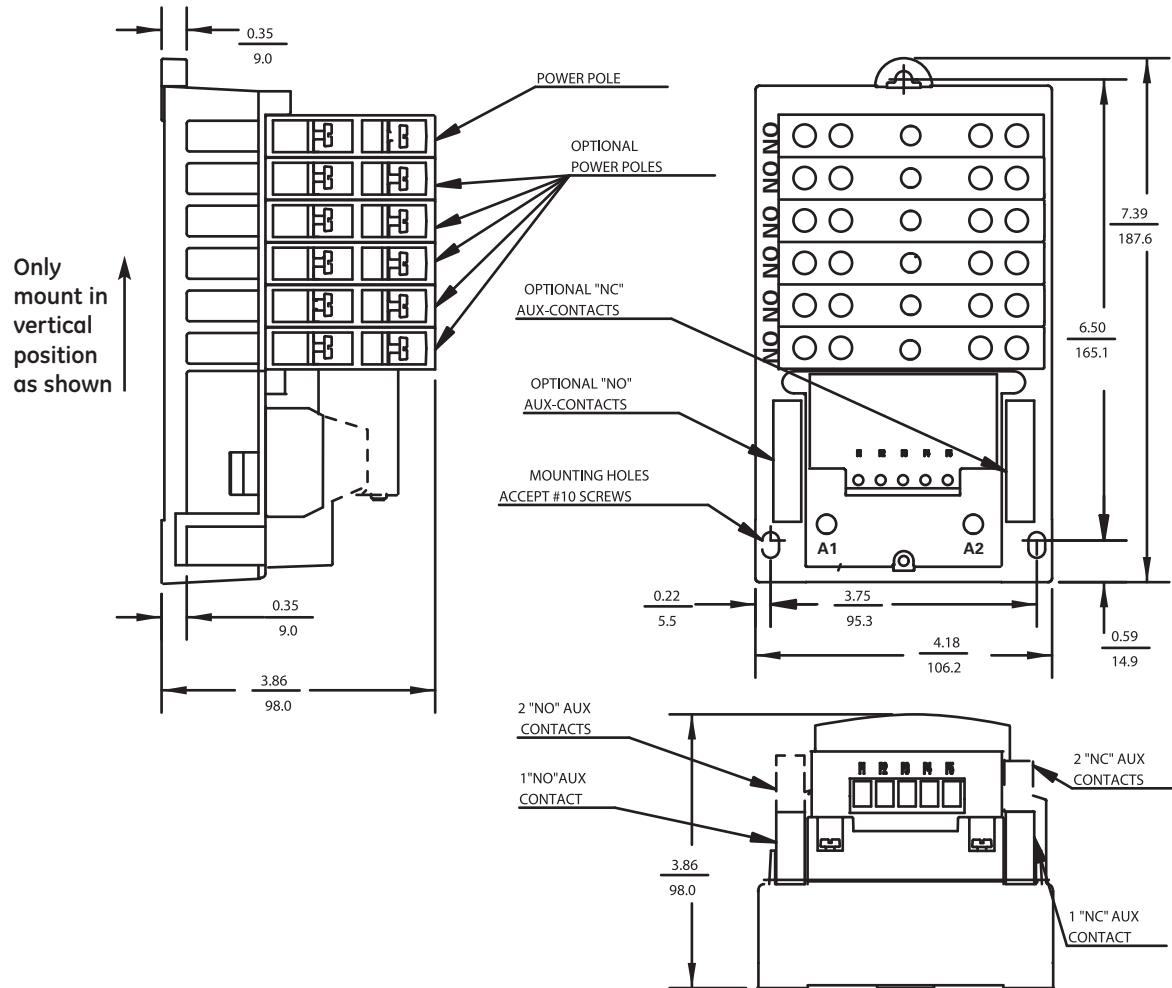 0.35
9.0
POWER POLE
OPTIONAL
POWER POLES
Only
mount in
vertical
position
as shown
0.35
9.0
3.86
98.0
NO
NO
NO
NO
NO
NO
OPTIONAL "NC"
AUX-CONTACTS
OPTIONAL "NO"
AUX-CONTACTS
MOUNTING HOLES
ACCEPT #10 SCREWS
A1
A2
7.39
187.6
6.50
165.1
0.22
5.5
3.75
95.3
4.18
106.2
0.59
14.9
2 "NO" AUX
CONTACTS
1"NO"AUX
CONTACT
2 "NC" AUX
CONTACTS
1 "NC" AUX
CONTACT
3.86
98.0